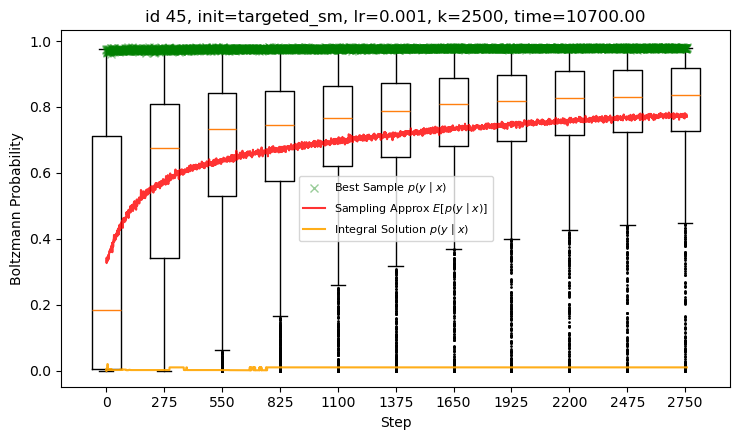 id 45, init=targeted_sm, lr=0.001, k=2500, time=10700.00
Boltzmann Probability
1.0
0.8
0.6
0.4
0.2
0.0
Best Sample p(y | x)
Sampling Approx E[p(y | x)]
Integral Solution p(y | x)
0 275 550 825 1100 1375 1650 1925 2200 2475 2750
Step